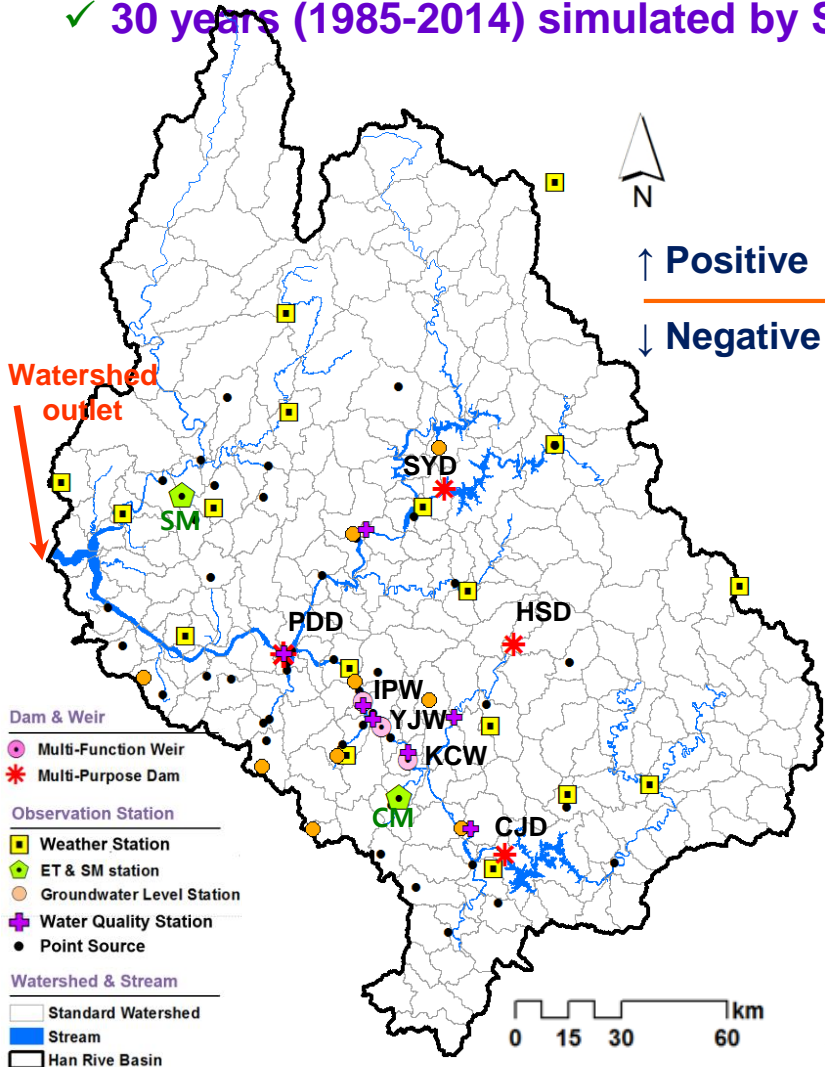 ✓ 30 years (1985-2014) simulated by S
N
↑ Positive
↓ Negative
Watershed
outlet
SYD
SM
PDD
HSD
IPW
YJW
KCW
CM
CJD
Dam & Weir
Multi-Function Weir
Multi-Purpose Dam
Observation Station
Weather Station
ET & SM station
Groundwater Level Station
Water Quality Station
Point Source
Watershed & Stream
Standard Watershed
Stream
Han Rive Basin
km
0 15 30 60